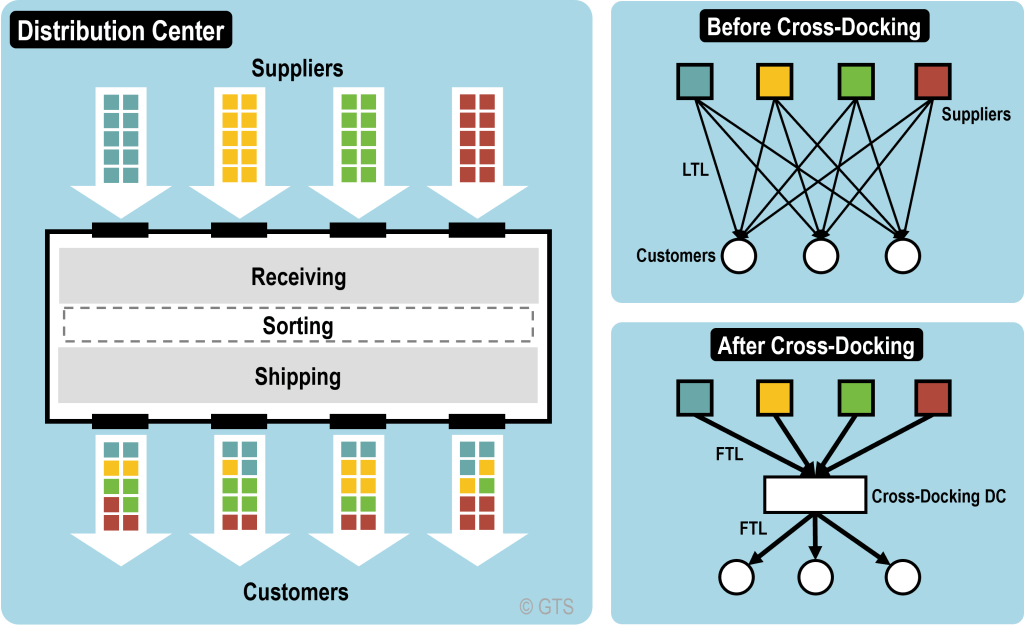 Distribution Center
Suppliers
Receiving
Sorting
Shipping
Customers
© GTS
Before Cross-Docking
Suppliers
LTL
Customers
After Cross-Docking
FTL
Cross-Docking DC
FTL